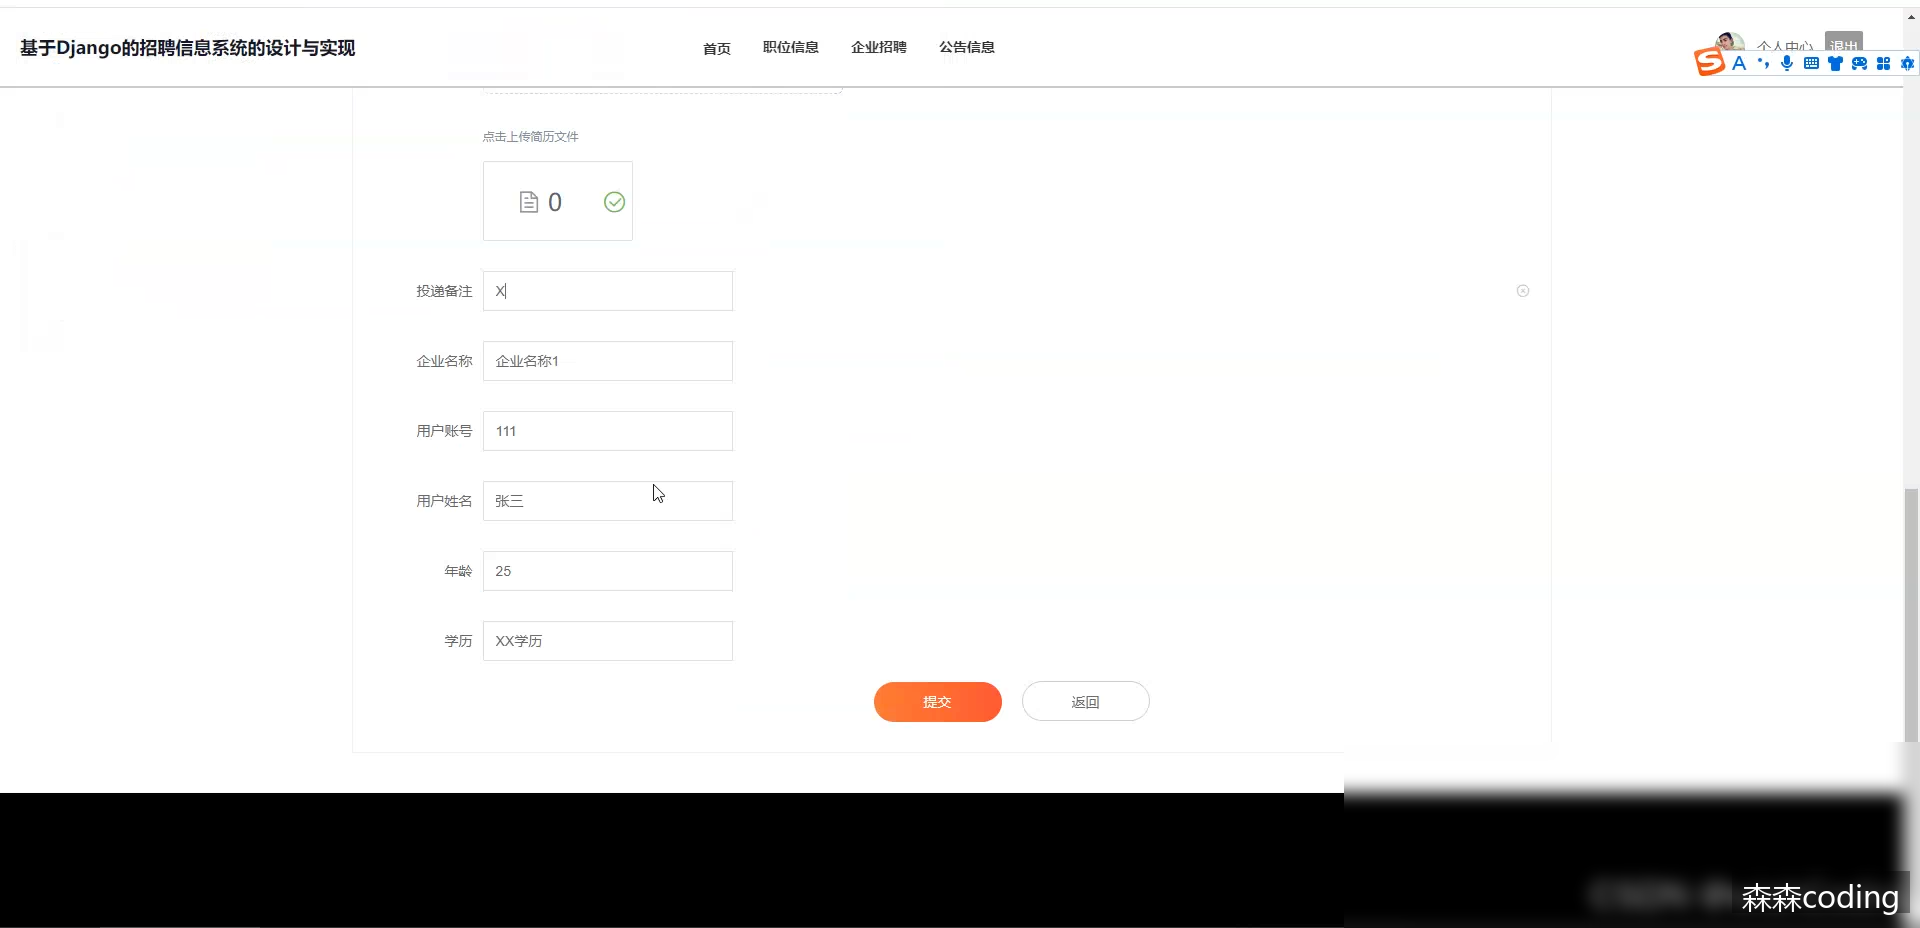 基于Django的招聘信息系统的设计与实现
首页 职位信息 企业招聘 公告信息
个人中心 退出
点击上传简历文件
0
投递备注 X
企业名称 企业名称1
用户账号 111
用户姓名 张三
年龄 25
学历 XX学历
提交 返回
森森coding